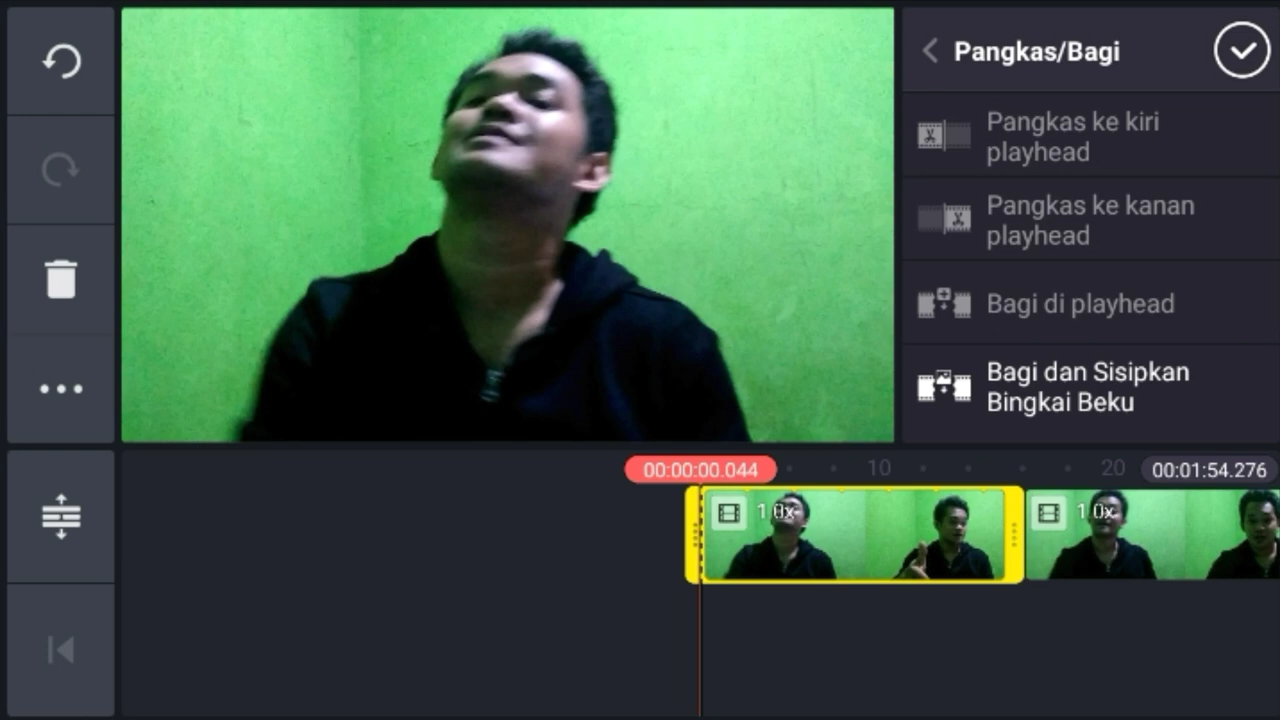 Pangkas/Bagi
Pangkas ke kiri
playhead
Pangkas ke kanan
playhead
Bagi di playhead
Bagi dan Sisipkan
Bingkai Beku
00:00:00.044
10
20
00:01:54.276
1.0x
1.0x